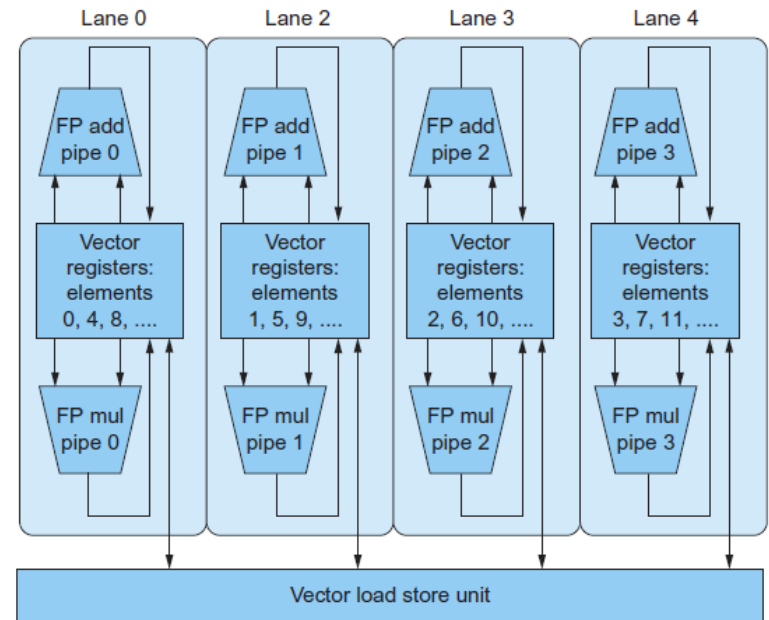 Lane 0
Lane 2
Lane 3
Lane 4
FP add
pipe 0
FP add
pipe 1
FP add
pipe 2
FP add
pipe 3
Vector
registers:
elements
0, 4, 8, ....
Vector
registers:
elements
1, 5, 9, ....
Vector
registers:
elements
2, 6, 10, ....
Vector
registers:
elements
3, 7, 11, ....
FP mul
pipe 0
FP mul
pipe 1
FP mul
pipe 2
FP mul
pipe 3
Vector load store unit